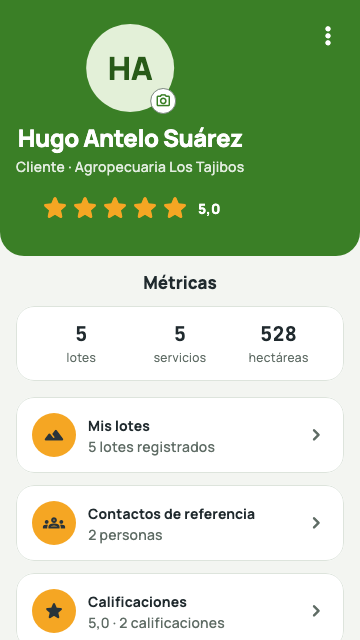 HA
Hugo Antelo Suárez
Cliente · Agropecuaria Los Tajibos
5,0
Métricas
5 5 528
lotes servicios hectáreas
Mis lotes
5 lotes registrados
Contactos de referencia
2 personas
Calificaciones
5,0 · 2 calificaciones